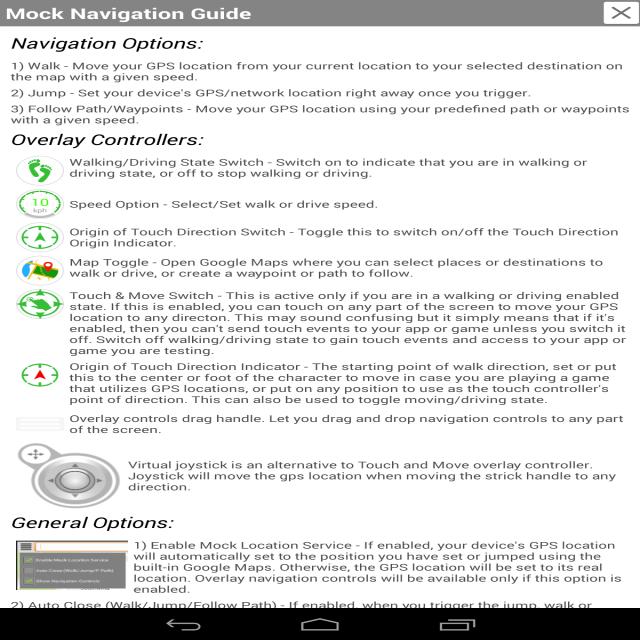 Mock Navigation Guide
Navigation Options:
1) Walk - Move your GPS location from your current location to your selected destination on
the map with a given speed.
2) Jump - Set your device's GPS/network location right away once you trigger.
3) Follow Path/Waypoints - Move your GPS location using your predefined path or waypoints
with a given speed.
Overlay Controllers:
Walking/Driving State Switch - Switch on to indicate that you are in walking or
driving state, or off to stop walking or driving.
10
kph
Speed Option - Select/Set walk or drive speed.
Origin of Touch Direction Switch - Toggle this to switch on/off the Touch Direction
Origin Indicator.
Map Toggle - Open Google Maps where you can select places or destinations to
walk or drive, or create a waypoint or path to follow.
Touch & Move Switch - This is active only if you are in a walking or driving enabled
state. If this is enabled, you can touch on any part of the screen to move your GPS
location to any directon. This may sound confusing but it simply means that if it's
enabled, then you can't send touch events to your app or game unless you switch it
off. Switch off walking/driving state to gain touch events and access to your app or
game you are testing.
Origin of Touch Direction Indicator - The starting point of walk direction, set or put
this to the center or foot of the character to move in case you are playing a game
that utilizes GPS locations, or put on any position to use as the touch controller's
point of direction. This can also be used to toggle moving/driving state.
Overlay controls drag handle. Let you drag and drop navigation controls to any part
of the screen.
Virtual joystick is an alternative to Touch and Move overlay controller.
Joystick will move the gps location when moving the strick handle to any
direction.
General Options:
Enable Mock Location Service
Auto Close (Walk/Jump/F Path)
Show Navigation Controls
1) Enable Mock Location Service - If enabled, your device's GPS location
will automatically set to the position you have set or jumped using the
built-in Google Maps. Otherwise, the GPS location will be set to its real
location. Overlay navigation controls will be available only if this option is
enabled.
2) Auto Close (Walk/Jump/Follow Path) - If enabled, when you trigger the jump, walk or